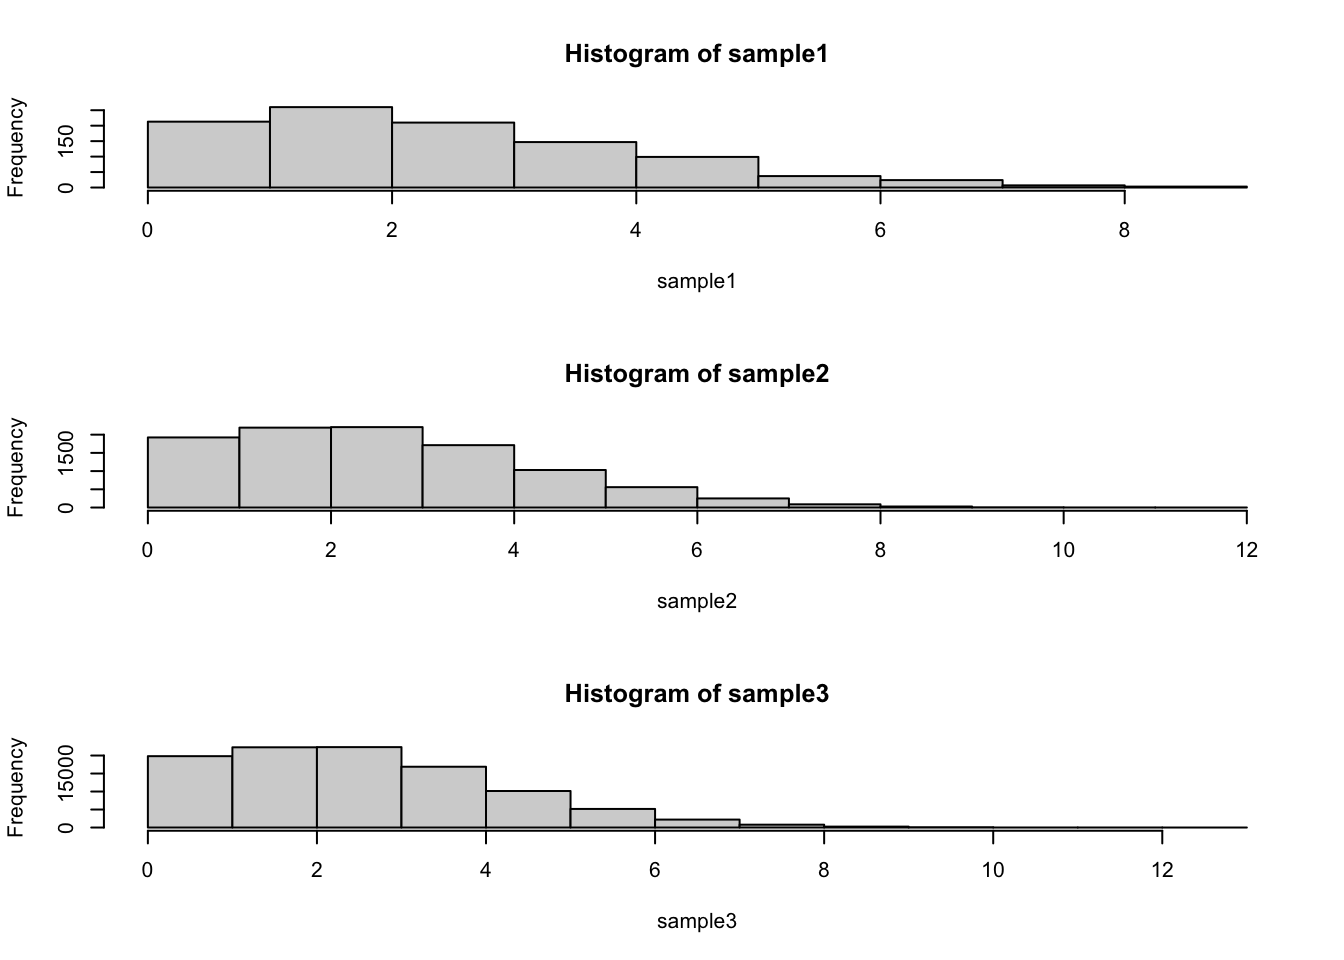 Histogram of sample1
Frequency
150
0
0 2 4 6 8
sample1
Histogram of sample2
Frequency
1500
0
0 2 4 6 8 10 12
sample2
Histogram of sample3
Frequency
15000
0
0 2 4 6 8 10 12
sample3